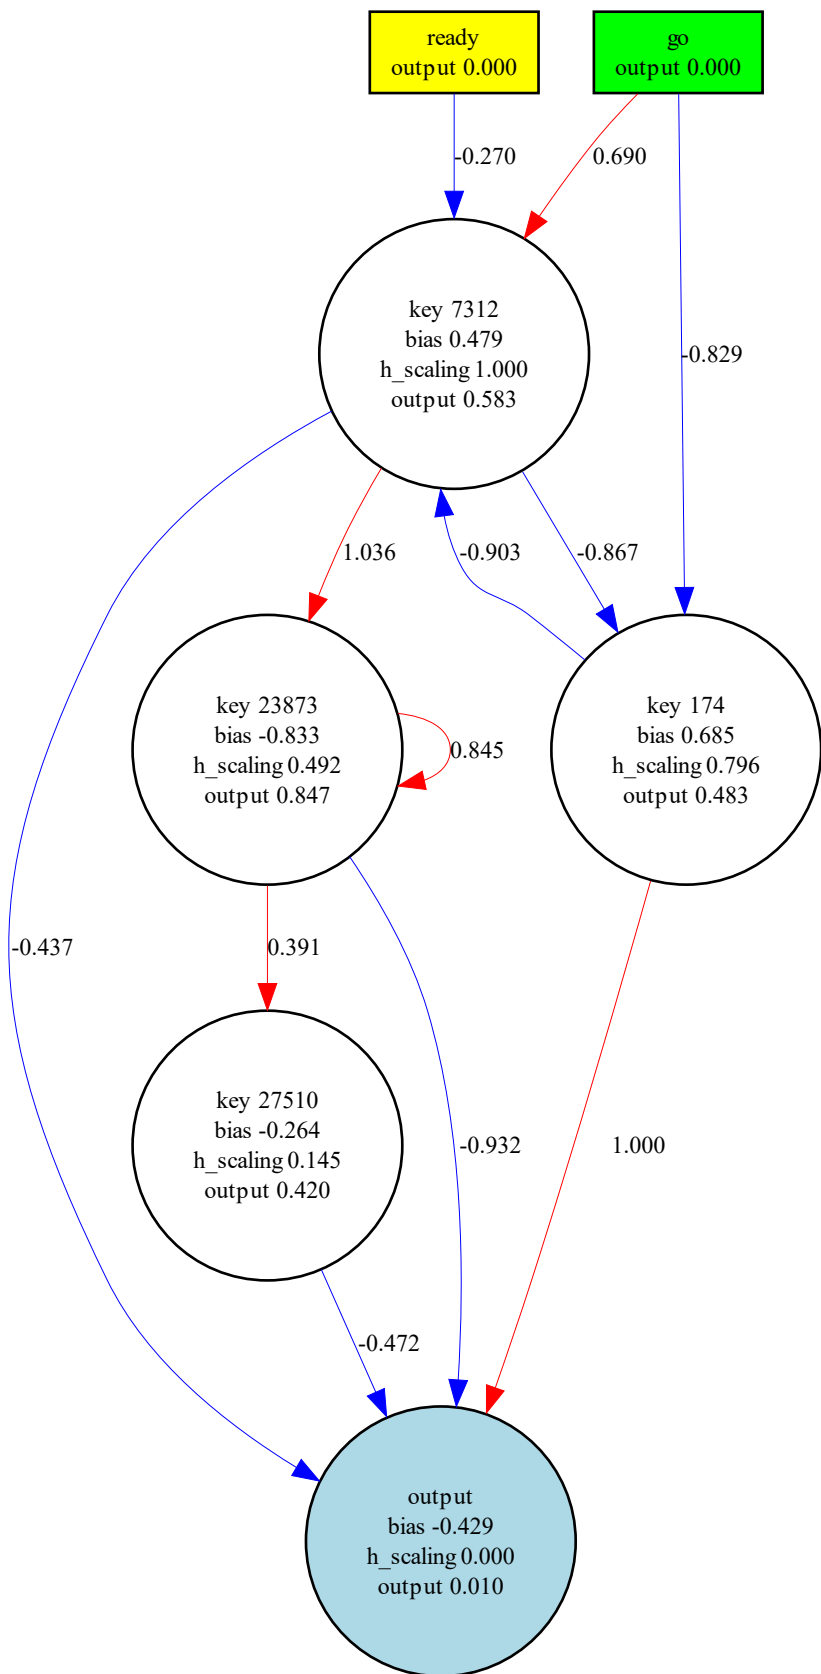 ready
output 0.000
go
output 0.000
-0.270
0.690
key 7312
bias 0.479
h_scaling 1.000
output 0.583
-0.829
1.036
-0.903
-0.867
key 23873
bias -0.833
h_scaling 0.492
output 0.847
0.845
key 174
bias 0.685
h_scaling 0.796
output 0.483
-0.437
0.391
key 27510
bias -0.264
h_scaling 0.145
output 0.420
-0.932
1.000
-0.472
output
bias -0.429
h_scaling 0.000
output 0.010